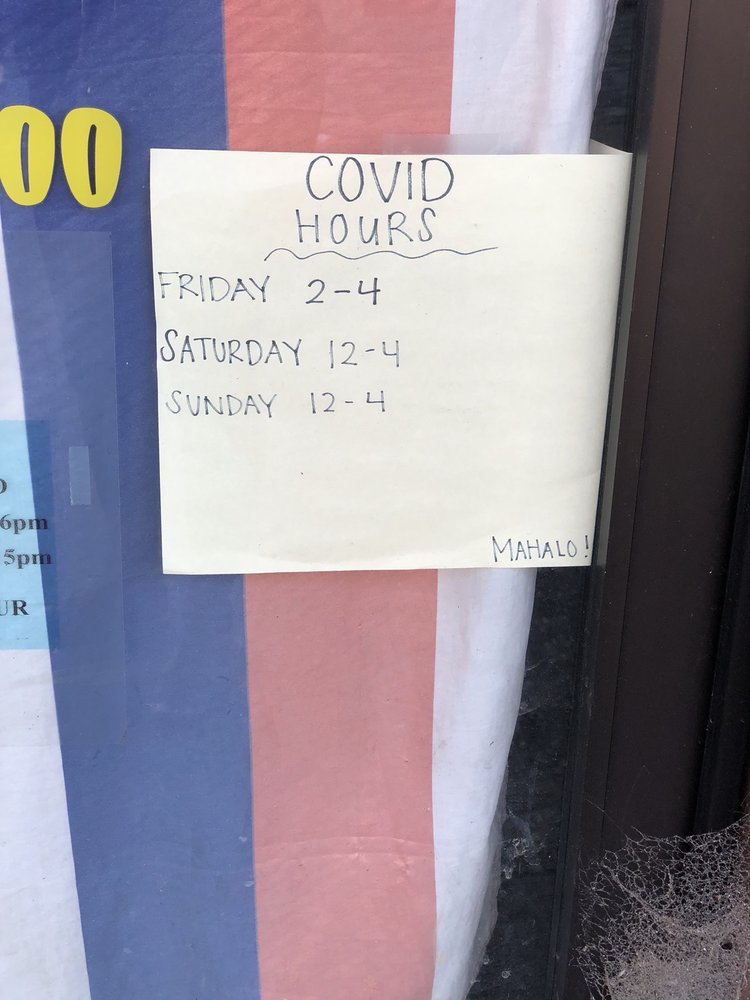 00
COVID
HOURS
FRIDAY 2-4
SATURDAY 12-4
SUNDAY 12-4
MAHALO!
6pm
5pm